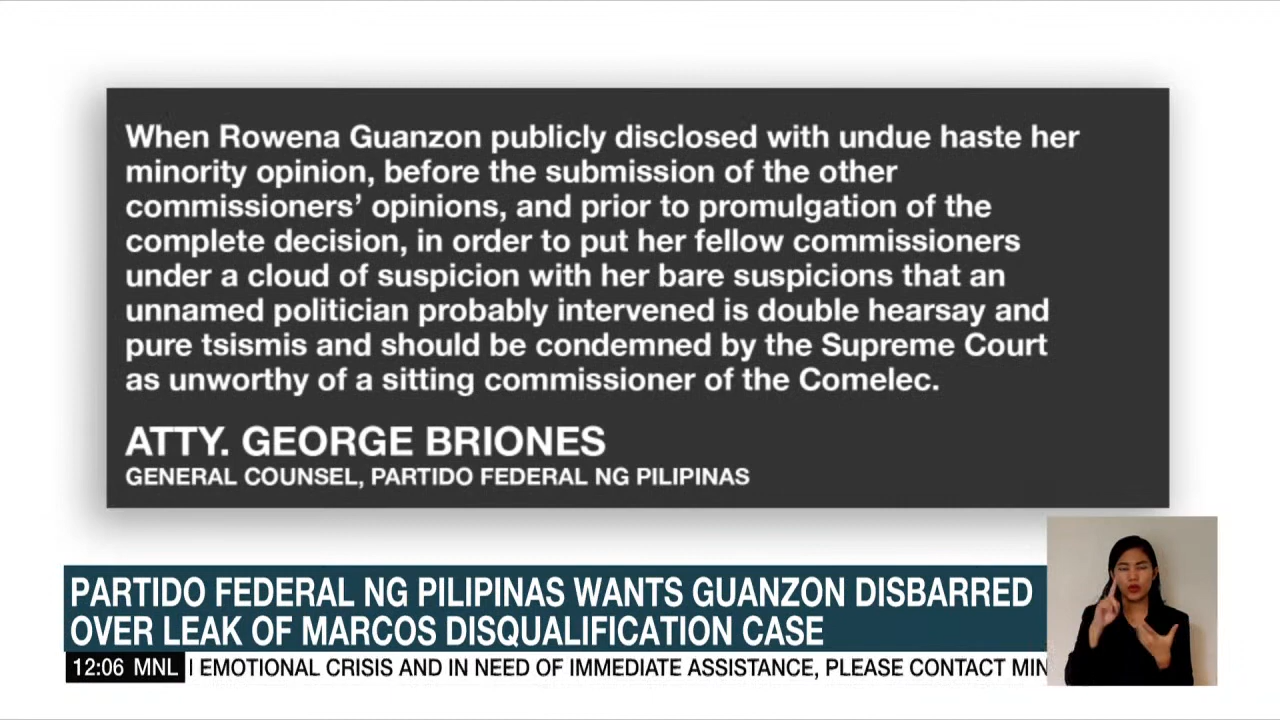 When Rowena Guanzon publicly disclosed with undue haste her
minority opinion, before the submission of the other
commissioners’ opinions, and prior to promulgation of the
complete decision, in order to put her fellow commissioners
under a cloud of suspicion with her bare suspicions that an
unnamed politician probably intervened is double hearsay and
pure tsismis and should be condemned by the Supreme Court
as unworthy of a sitting commissioner of the Comelec.
ATTY. GEORGE BRIONES
GENERAL COUNSEL, PARTIDO FEDERAL NG PILIPINAS
PARTIDO FEDERAL NG PILIPINAS WANTS GUANZON DISBARRED
OVER LEAK OF MARCOS DISQUALIFICATION CASE
12:06 MNL EMOTIONAL CRISIS AND IN NEED OF IMMEDIATE ASSISTANCE, PLEASE CONTACT MIN